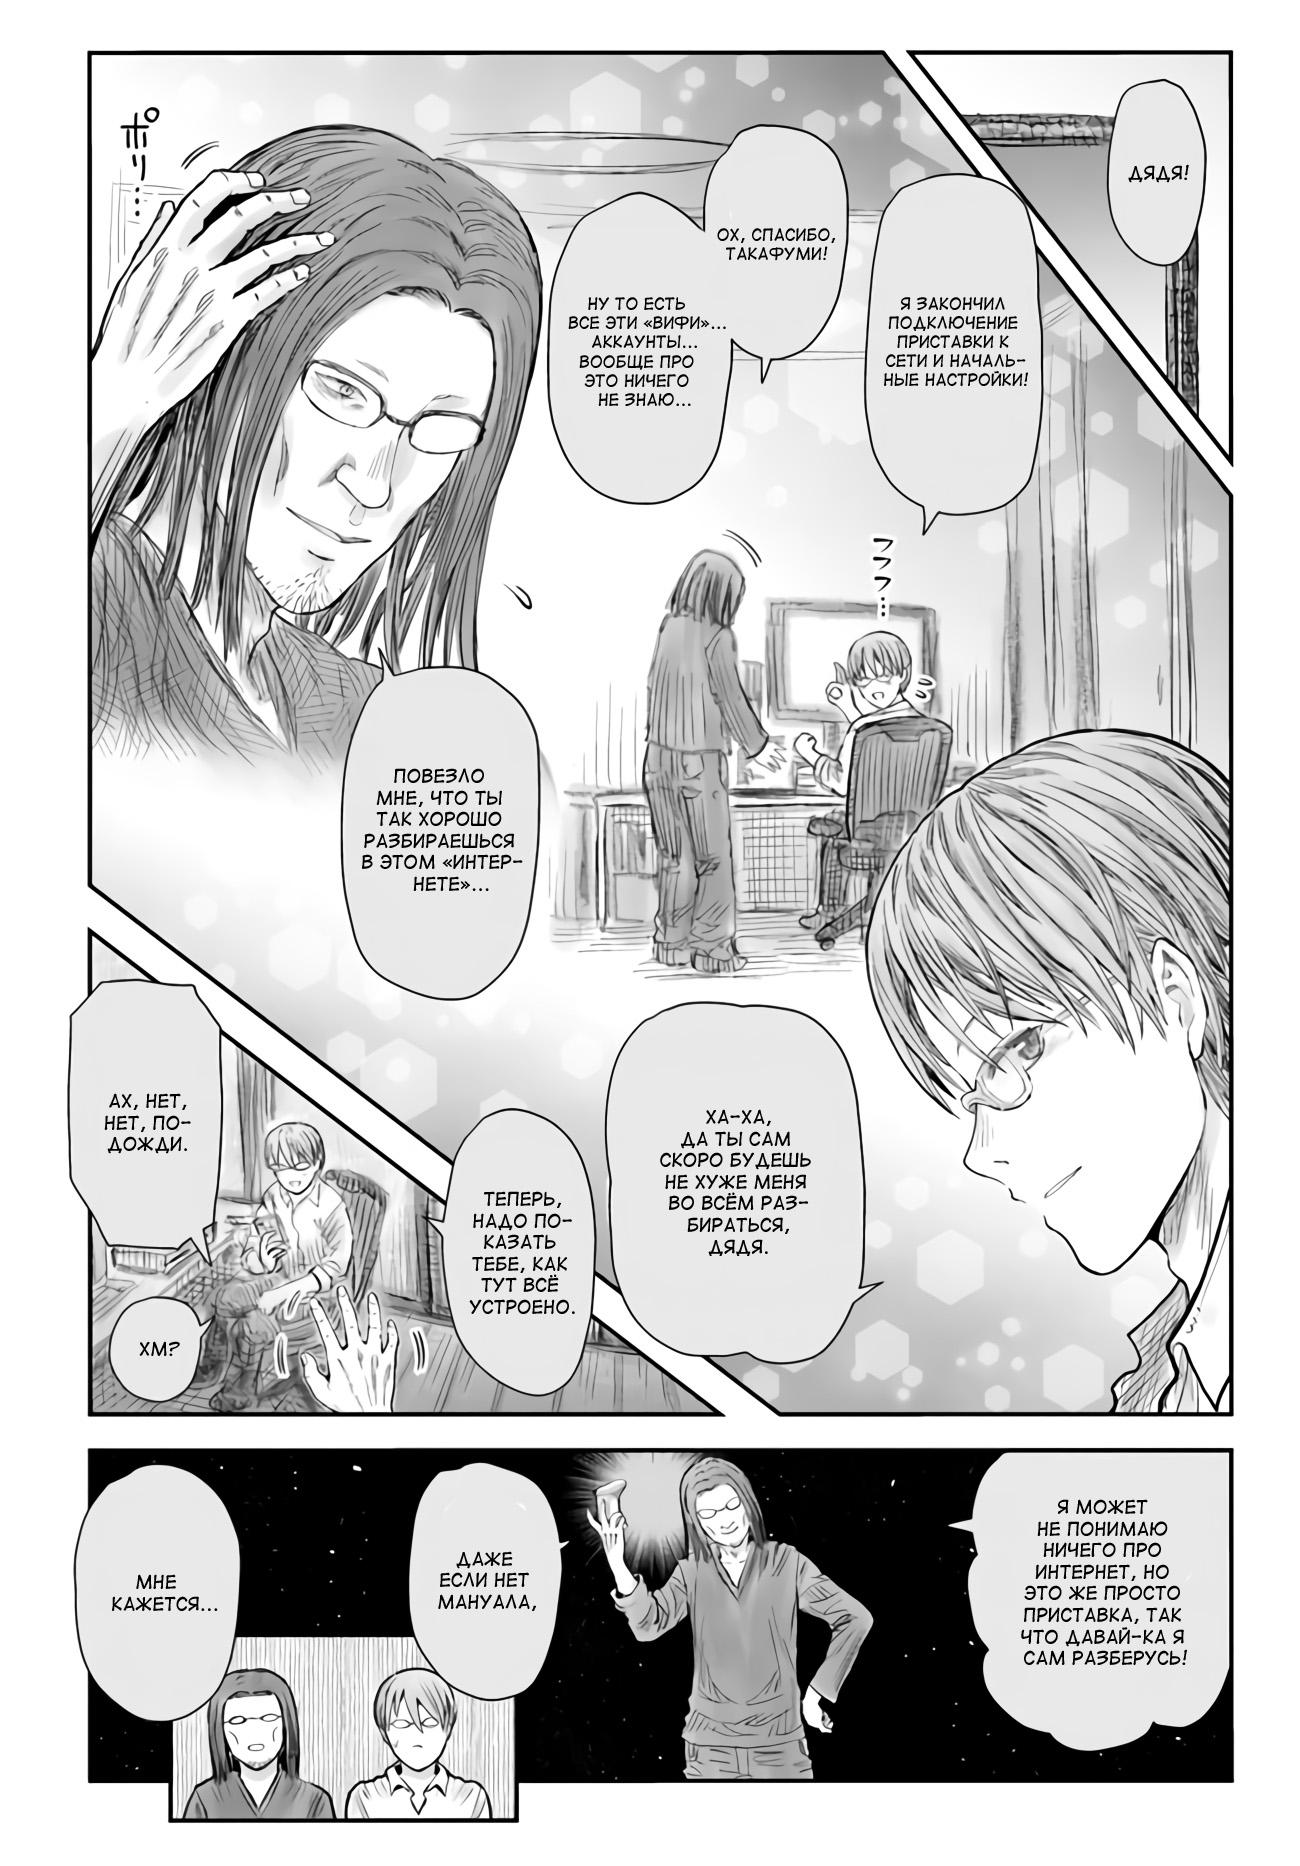 ДЯДЯ!
Я ЗАКОНЧИЛ
ПОДКЛЮЧЕНИЕ
ПРИСТАВКИ К
СЕТИ И НАЧАЛЬ-
НЫЕ НАСТРОЙКИ!
フフフ…
ОХ, СПАСИБО,
ТАКАФУМИ!
НУ ТО ЕСТЬ
ВСЕ ЭТИ «ВИФИ»...
АККАУНТЫ...
ВООБЩЕ ПРО
ЭТО НИЧЕГО
НЕ ЗНАЮ...
ポリ…
ПОВЕЗЛО
МНЕ, ЧТО ТЫ
ТАК ХОРОШО
РАЗБИРАЕШЬСЯ
В ЭТОМ «ИНТЕР-
НЕТЕ»...
ХА-ХА,
ДА ТЫ САМ
СКОРО БУДЕШЬ
НЕ ХУЖЕ МЕНЯ
ВО ВСЁМ РАЗ-
БИРАТЬСЯ,
ДЯДЯ.
ТЕПЕРЬ,
НАДО ПО-
КАЗАТЬ
ТЕБЕ, КАК
ТУТ ВСЁ
УСТРОЕНО.
АХ, НЕТ,
НЕТ, ПО-
ДОЖДИ.
ХМ?
Я МОЖЕТ
НЕ ПОНИМАЮ
НИЧЕГО ПРО
ИНТЕРНЕТ, НО
ЭТО ЖЕ ПРОСТО
ПРИСТАВКА, ТАК
ЧТО ДАВАЙ-КА Я
САМ РАЗБЕРУСЬ!
ДАЖЕ
ЕСЛИ НЕТ
МАНУАЛА,
МНЕ
КАЖЕТСЯ...